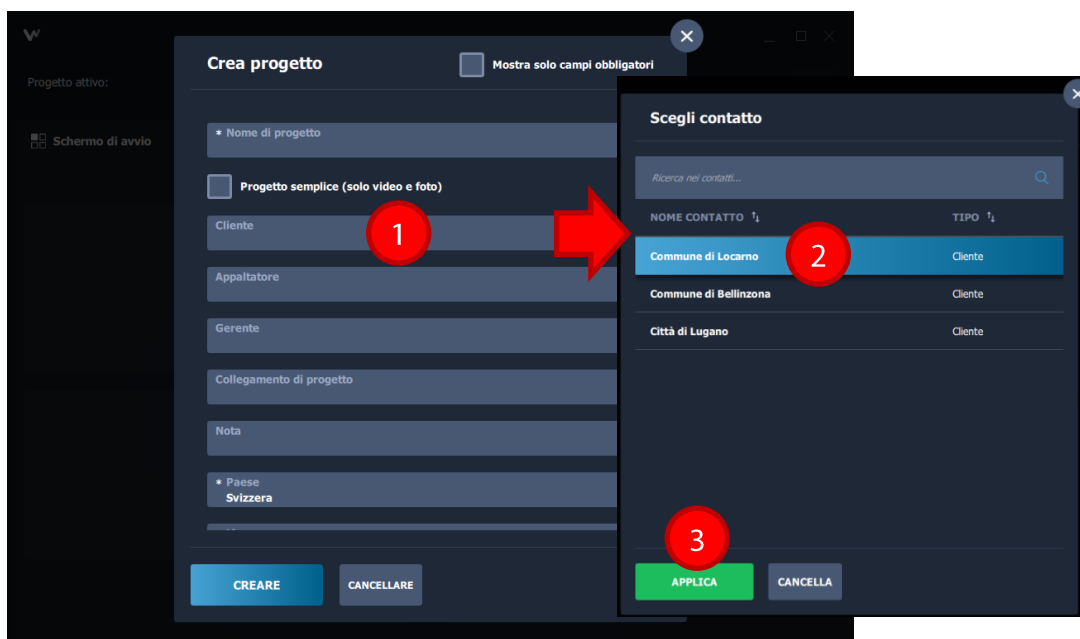 Progetto attivo:
Schermo di avvio
Crea progetto
Mostra solo campi obbligatori
* Nome di progetto
Progetto semplice (solo video e foto)
Cliente
1
Appaltatore
Gerente
Collegamento di progetto
Nota
* Paese
Svizzera
CREARE
CANCELLARE
Scegli contatto
Ricerca nei contatti...
NOME CONTATTO
TIPO
Commune di Locarno
2
Cliente
Commune di Bellinzona
Cliente
Città di Lugano
Cliente
3
APPLICA
CANCELLA